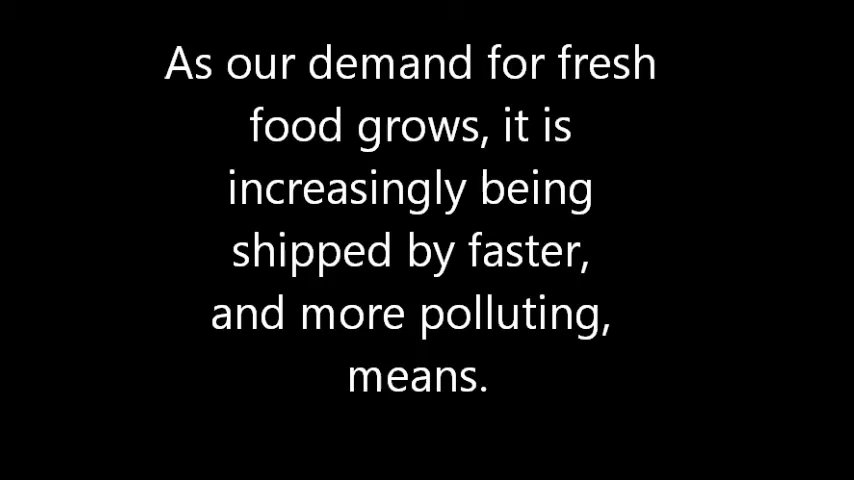 As our demand for fresh
food grows, it is
increasingly being
shipped by faster,
and more polluting,
means.